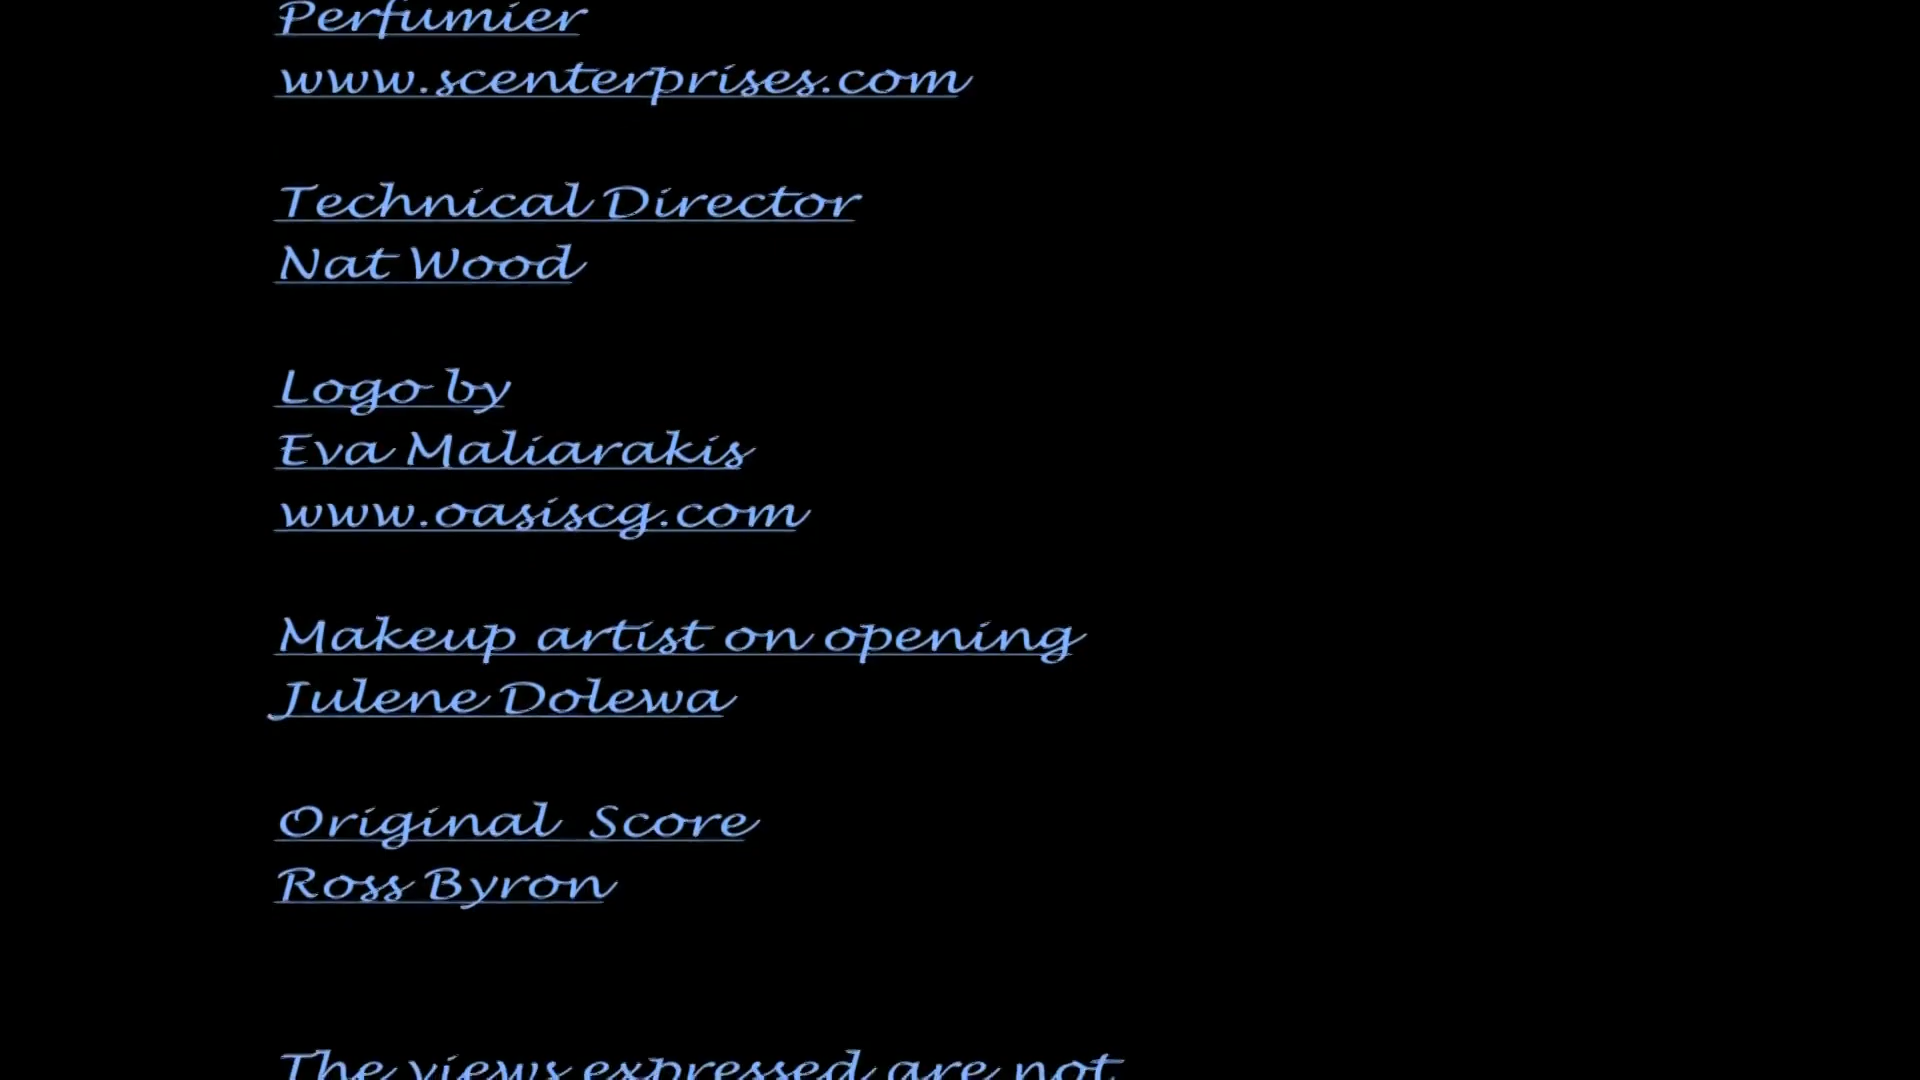 Perfumier
www.scenterprises.com
Technical Director
Nat Wood
Logo by
Eva Maliarakis
www.oasiscg.com
Makeup artist on opening
Julene Dolewa
Original Score
Ross Byron
The views expressed are not